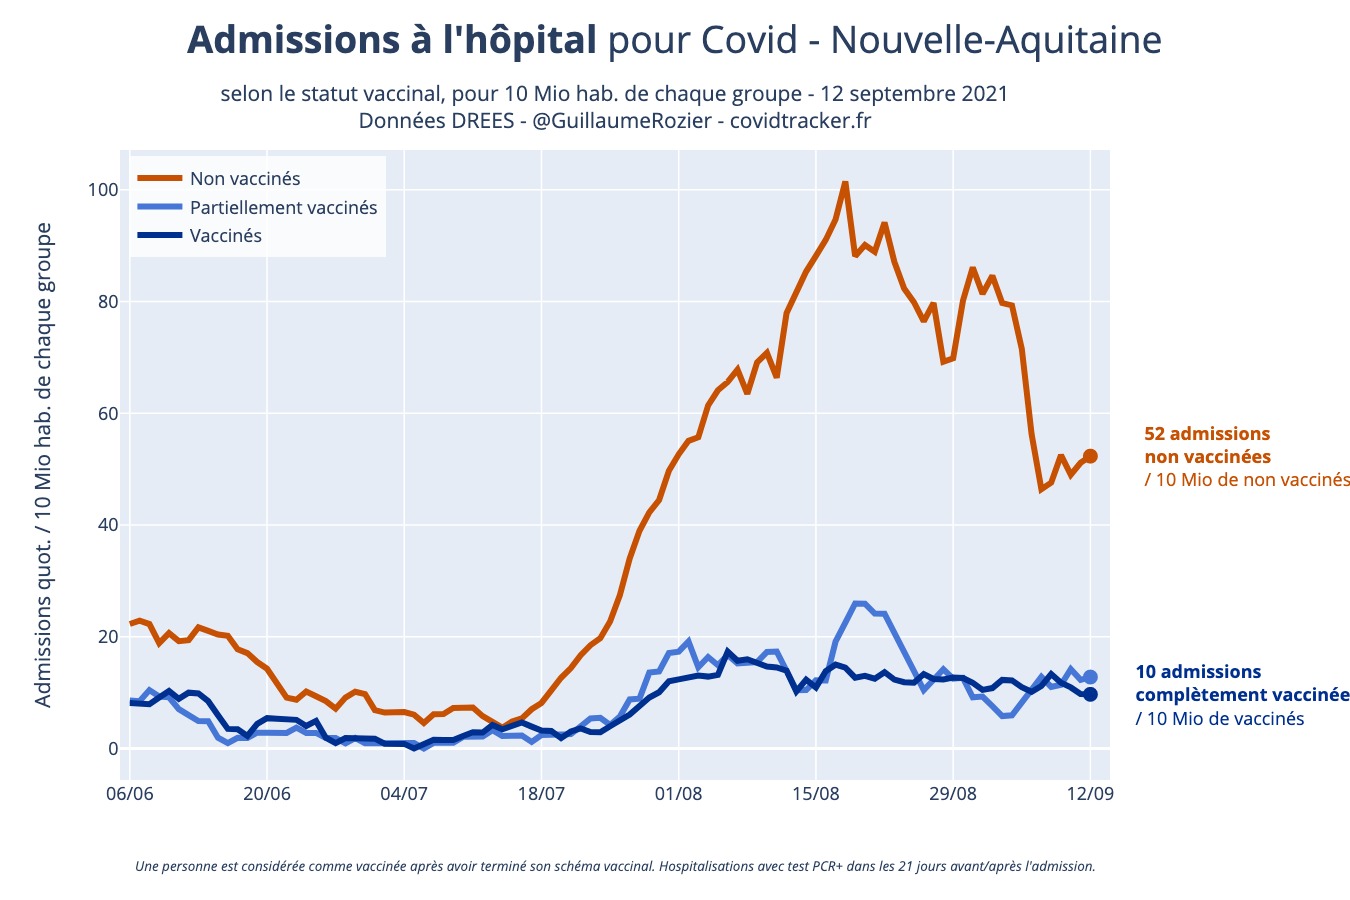 Admissions à l'hôpital pour Covid - Nouvelle-Aquitaine
selon le statut vaccinal, pour 10 Mio hab. de chaque groupe - 12 septembre 2021
Données DREES - @GuillaumeRozier - covidtracker.fr
Non vaccinés
Partiellement vaccinés
Vaccinés
Admissions quot. / 10 Mio hab. de chaque groupe
100
80
60
40
20
0
06/06
20/06
04/07
18/07
01/08
15/08
29/08
12/09
52 admissions
non vaccinées
/ 10 Mio de non vaccinés
10 admissions
complètement vaccinée
/ 10 Mio de vaccinés
Une personne est considérée comme vaccinée après avoir terminé son schéma vaccinal. Hospitalisations avec test PCR+ dans les 21 jours avant/après l'admission.